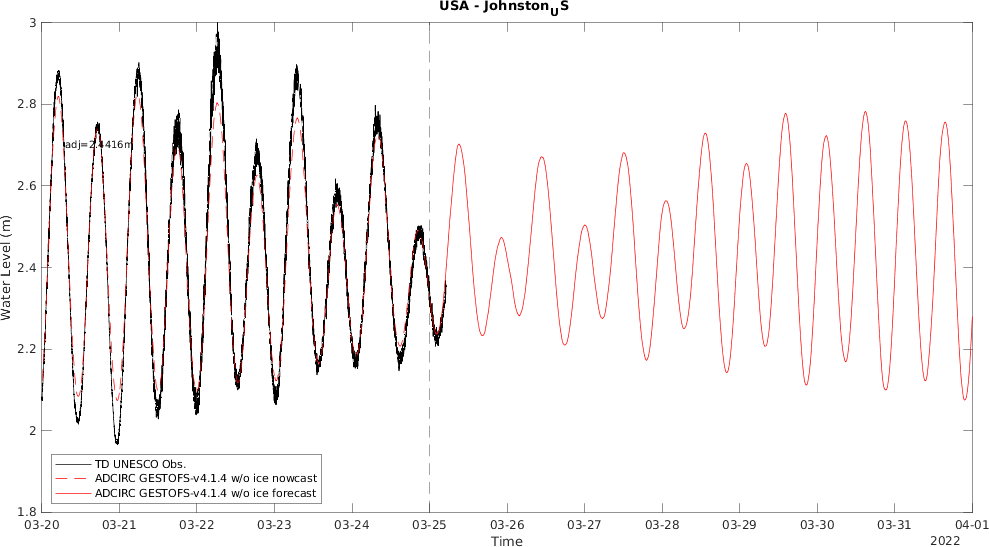 USA - Johnston_US
3
2.8
2.6
2.4
2.2
2
1.8
Water Level (m)
adj=2.4416m
TD UNESCO Obs.
ADCIRC GESTOFS-v4.1.4 w/o ice nowcast
ADCIRC GESTOFS-v4.1.4 w/o ice forecast
03-20 03-21 03-22 03-23 03-24 03-25 03-26 03-27 03-28 03-29 03-30 03-31 04-01
Time
2022